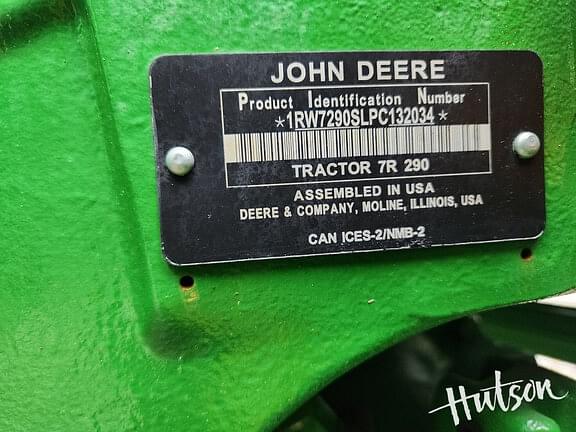 JOHN DEERE
Product Identification Number
*1RW7290SLPC132034*
TRACTOR 7R 290
ASSEMBLED IN USA
DEERE & COMPANY, MOLINE, ILLINOIS, USA
CAN ICES-2/NMB-2
Hutson